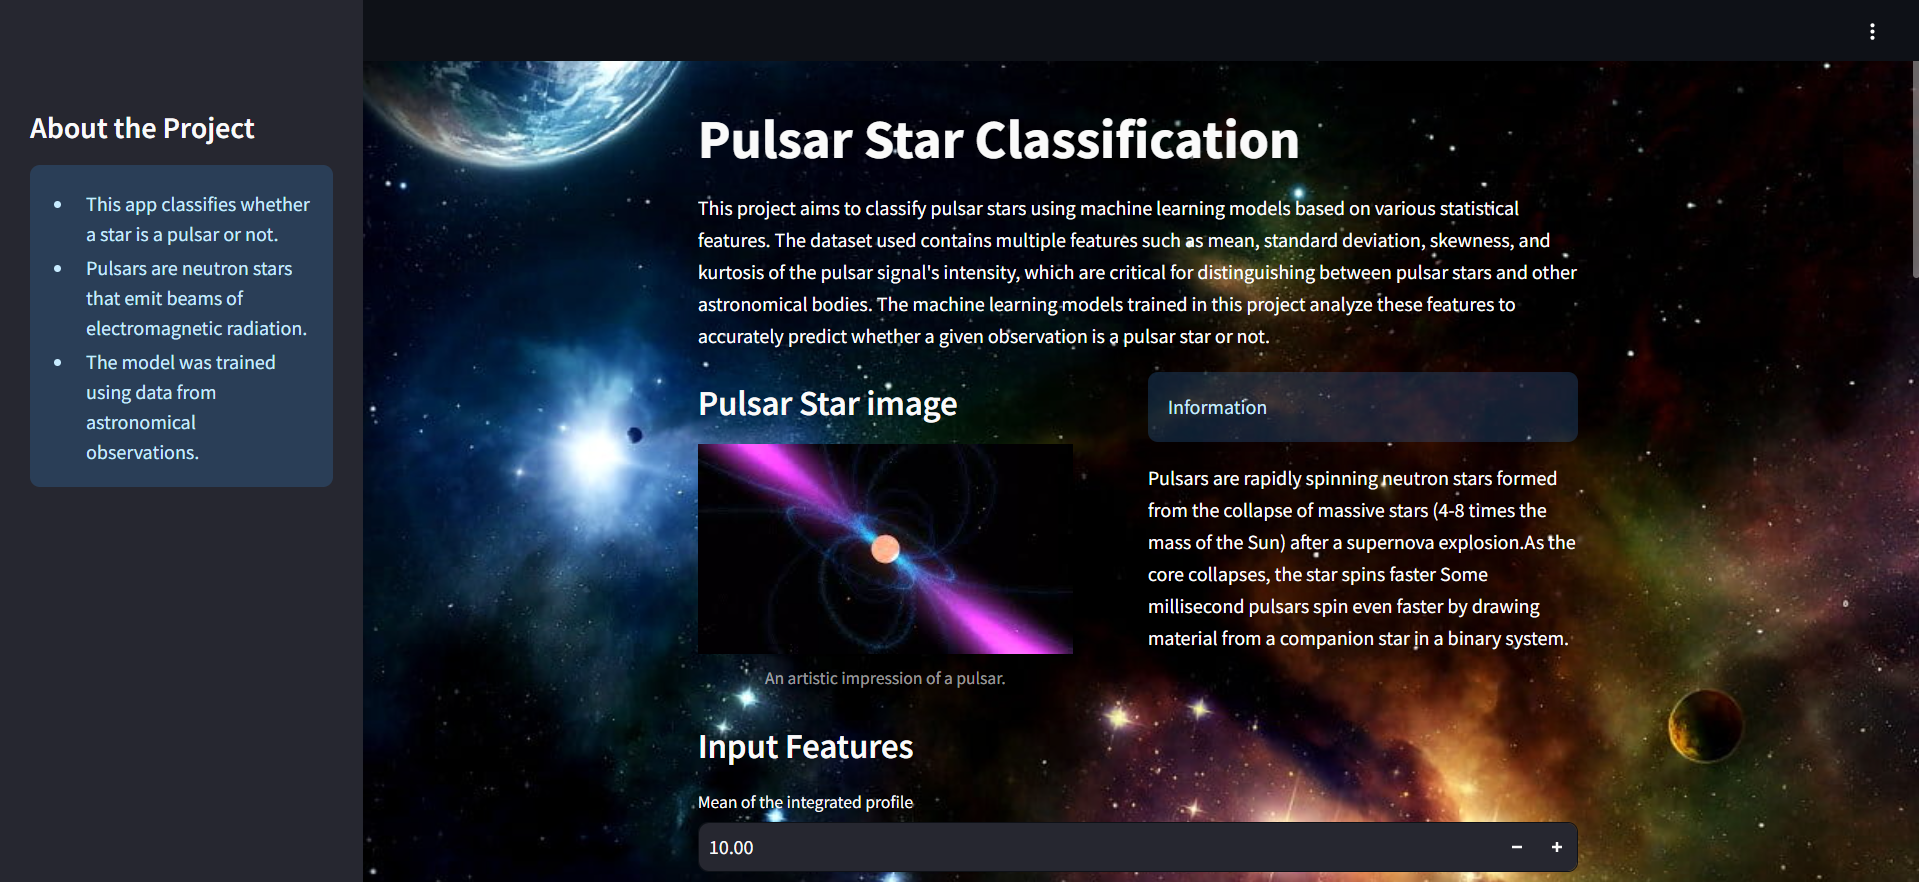 About the Project
This app classifies whether
a star is a pulsar or not.
Pulsars are neutron stars
that emit beams of
electromagnetic radiation.
The model was trained
using data from
astronomical
observations.
Pulsar Star Classification
This project aims to classify pulsar stars using machine learning models based on various statistical
features. The dataset used contains multiple features such as mean, standard deviation, skewness, and
kurtosis of the pulsar signal's intensity, which are critical for distinguishing between pulsar stars and other
astronomical bodies. The machine learning models trained in this project analyze these features to
accurately predict whether a given observation is a pulsar star or not.
Pulsar Star image
An artistic impression of a pulsar.
Information
Pulsars are rapidly spinning neutron stars formed
from the collapse of massive stars (4-8 times the
mass of the Sun) after a supernova explosion.As the
core collapses, the star spins faster Some
millisecond pulsars spin even faster by drawing
material from a companion star in a binary system.
Input Features
Mean of the integrated profile
10.00